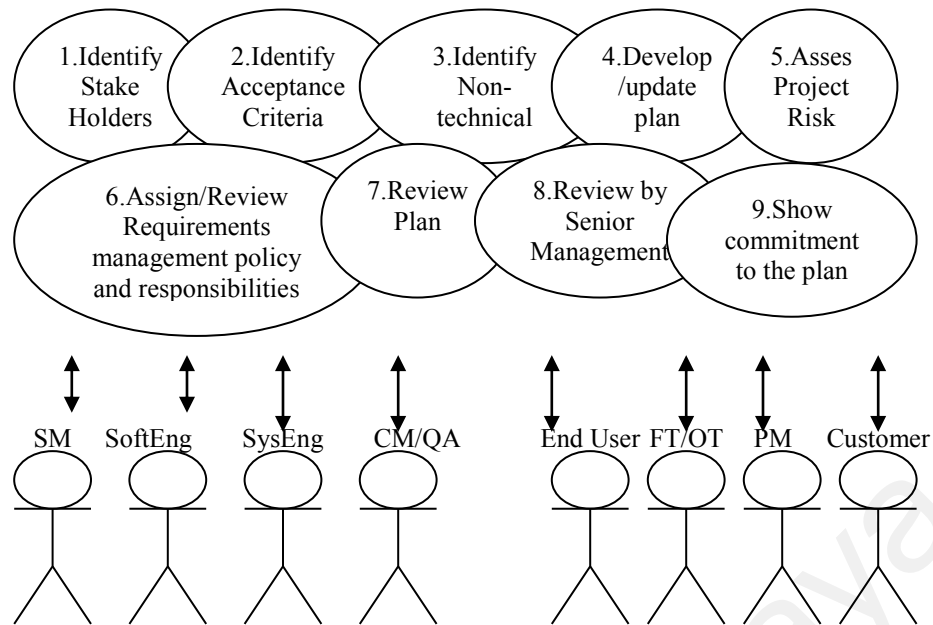 1.Identify
Stake
Holders
2.Identify
Acceptance
Criteria
3.Identify
Non-
technical
4.Develop
/update
plan
5.Asses
Project
Risk
6.Assign/Review
Requirements
management policy
and responsibilities
7.Review
Plan
8.Review by
Senior
Management
9.Show
commitment
to the plan
SM
SoftEng
SysEng
CM/QA
End User
FT/OT
PM
Customer